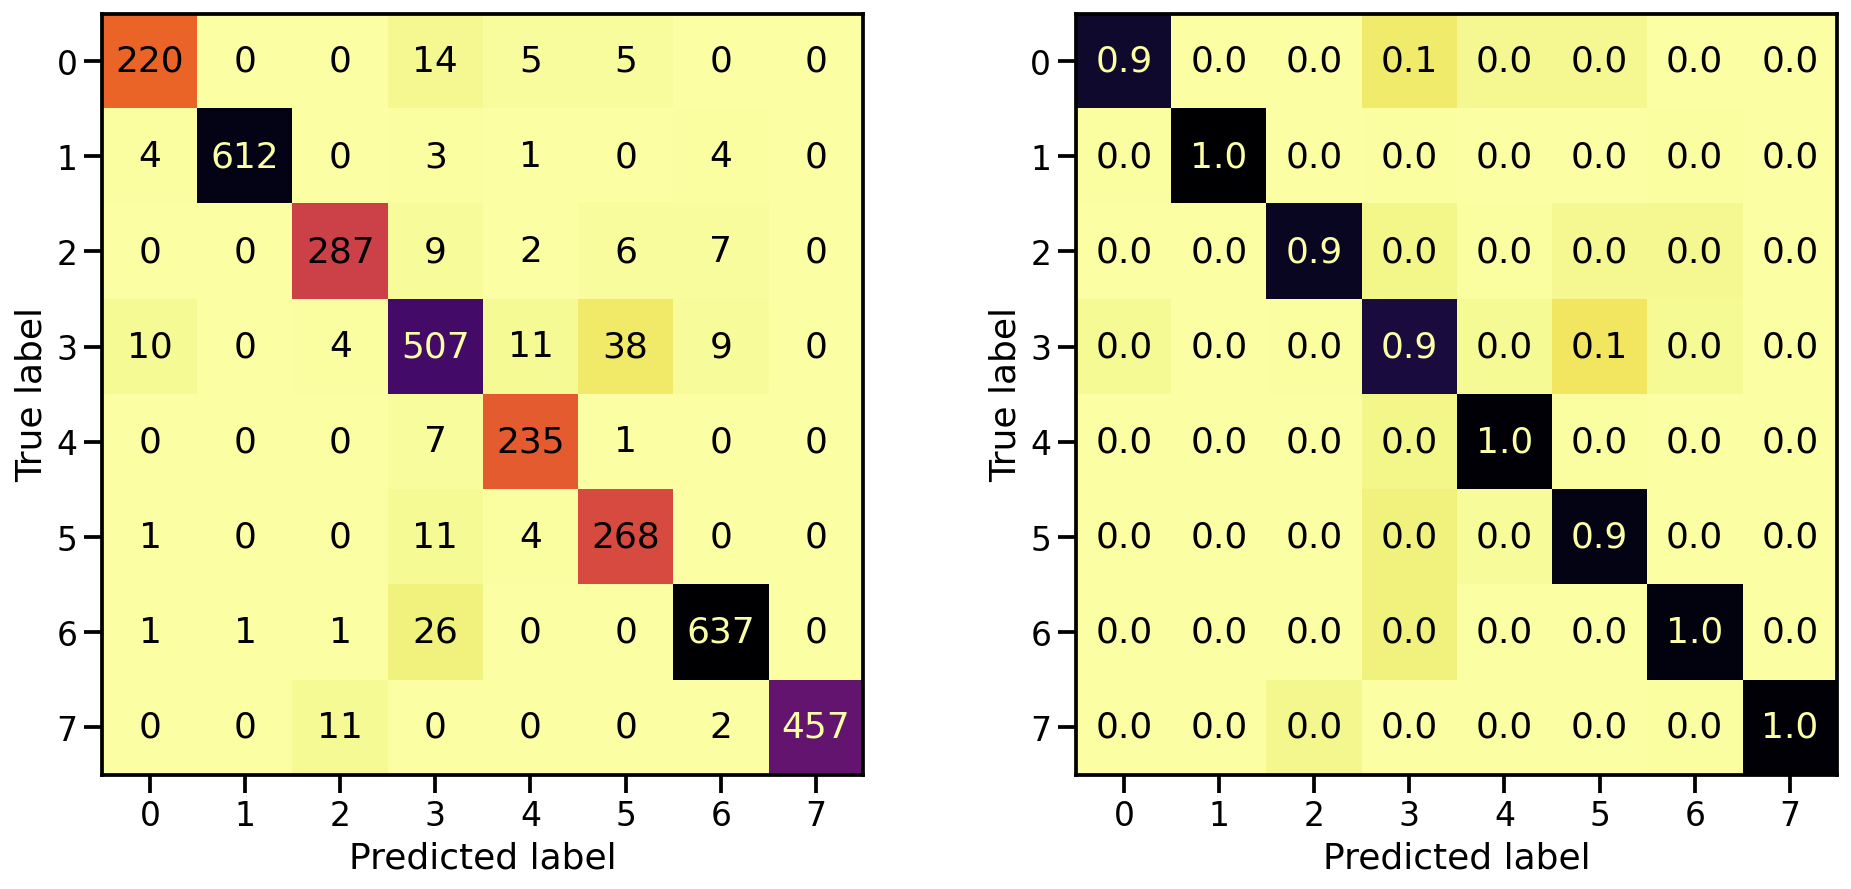 True label
0 220 0 0 14 5 5 0 0
1 4 612 0 3 1 0 4 0
2 0 0 287 9 2 6 7 0
3 10 0 4 507 11 38 9 0
4 0 0 0 7 235 1 0 0
5 1 0 0 11 4 268 0 0
6 1 1 1 26 0 0 637 0
7 0 0 11 0 0 0 2 457
0 1 2 3 4 5 6 7
Predicted label
True label
0 0.9 0.0 0.0 0.1 0.0 0.0 0.0 0.0
1 0.0 1.0 0.0 0.0 0.0 0.0 0.0 0.0
2 0.0 0.0 0.9 0.0 0.0 0.0 0.0 0.0
3 0.0 0.0 0.0 0.9 0.0 0.1 0.0 0.0
4 0.0 0.0 0.0 0.0 1.0 0.0 0.0 0.0
5 0.0 0.0 0.0 0.0 0.0 0.9 0.0 0.0
6 0.0 0.0 0.0 0.0 0.0 0.0 1.0 0.0
7 0.0 0.0 0.0 0.0 0.0 0.0 0.0 1.0
0 1 2 3 4 5 6 7
Predicted label